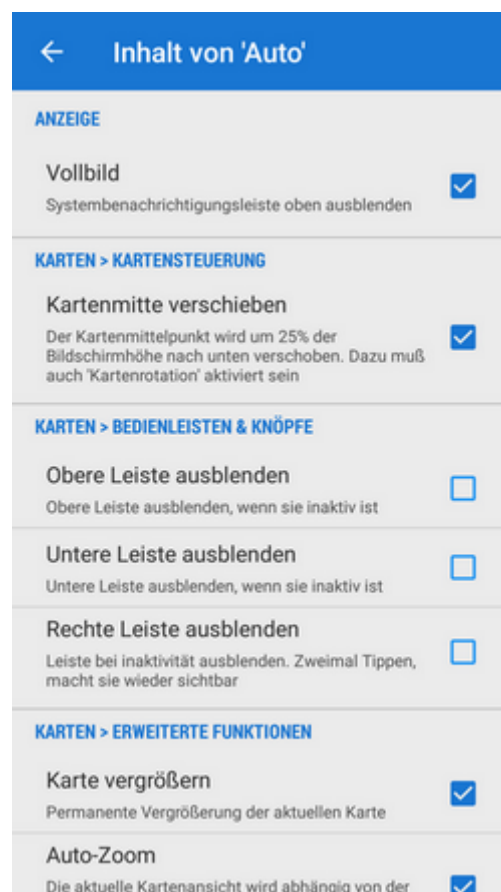 Inhalt von 'Auto'
ANZEIGE
Vollbild
Systembenachrichtigungsleiste oben ausblenden
KARTEN > KARTENSTEUERUNG
Kartenmitte verschieben
Der Kartenmittelpunkt wird um 25% der
Bildschirmhöhe nach unten verschoben. Dazu muß
auch 'Kartenrotation' aktiviert sein
KARTEN > BEDIENLEISTEN & KNÖPFE
Obere Leiste ausblenden
Obere Leiste ausblenden, wenn sie inaktiv ist
Untere Leiste ausblenden
Untere Leiste ausblenden, wenn sie inaktiv ist
Rechte Leiste ausblenden
Leiste bei inaktivität ausblenden. Zweimal Tippen,
macht sie wieder sichtbar
KARTEN > ERWEITERTE FUNKTIONEN
Karte vergrößern
Permanente Vergrößerung der aktuellen Karte
Auto-Zoom
Die aktuelle Kartenansicht wird abhängig von der